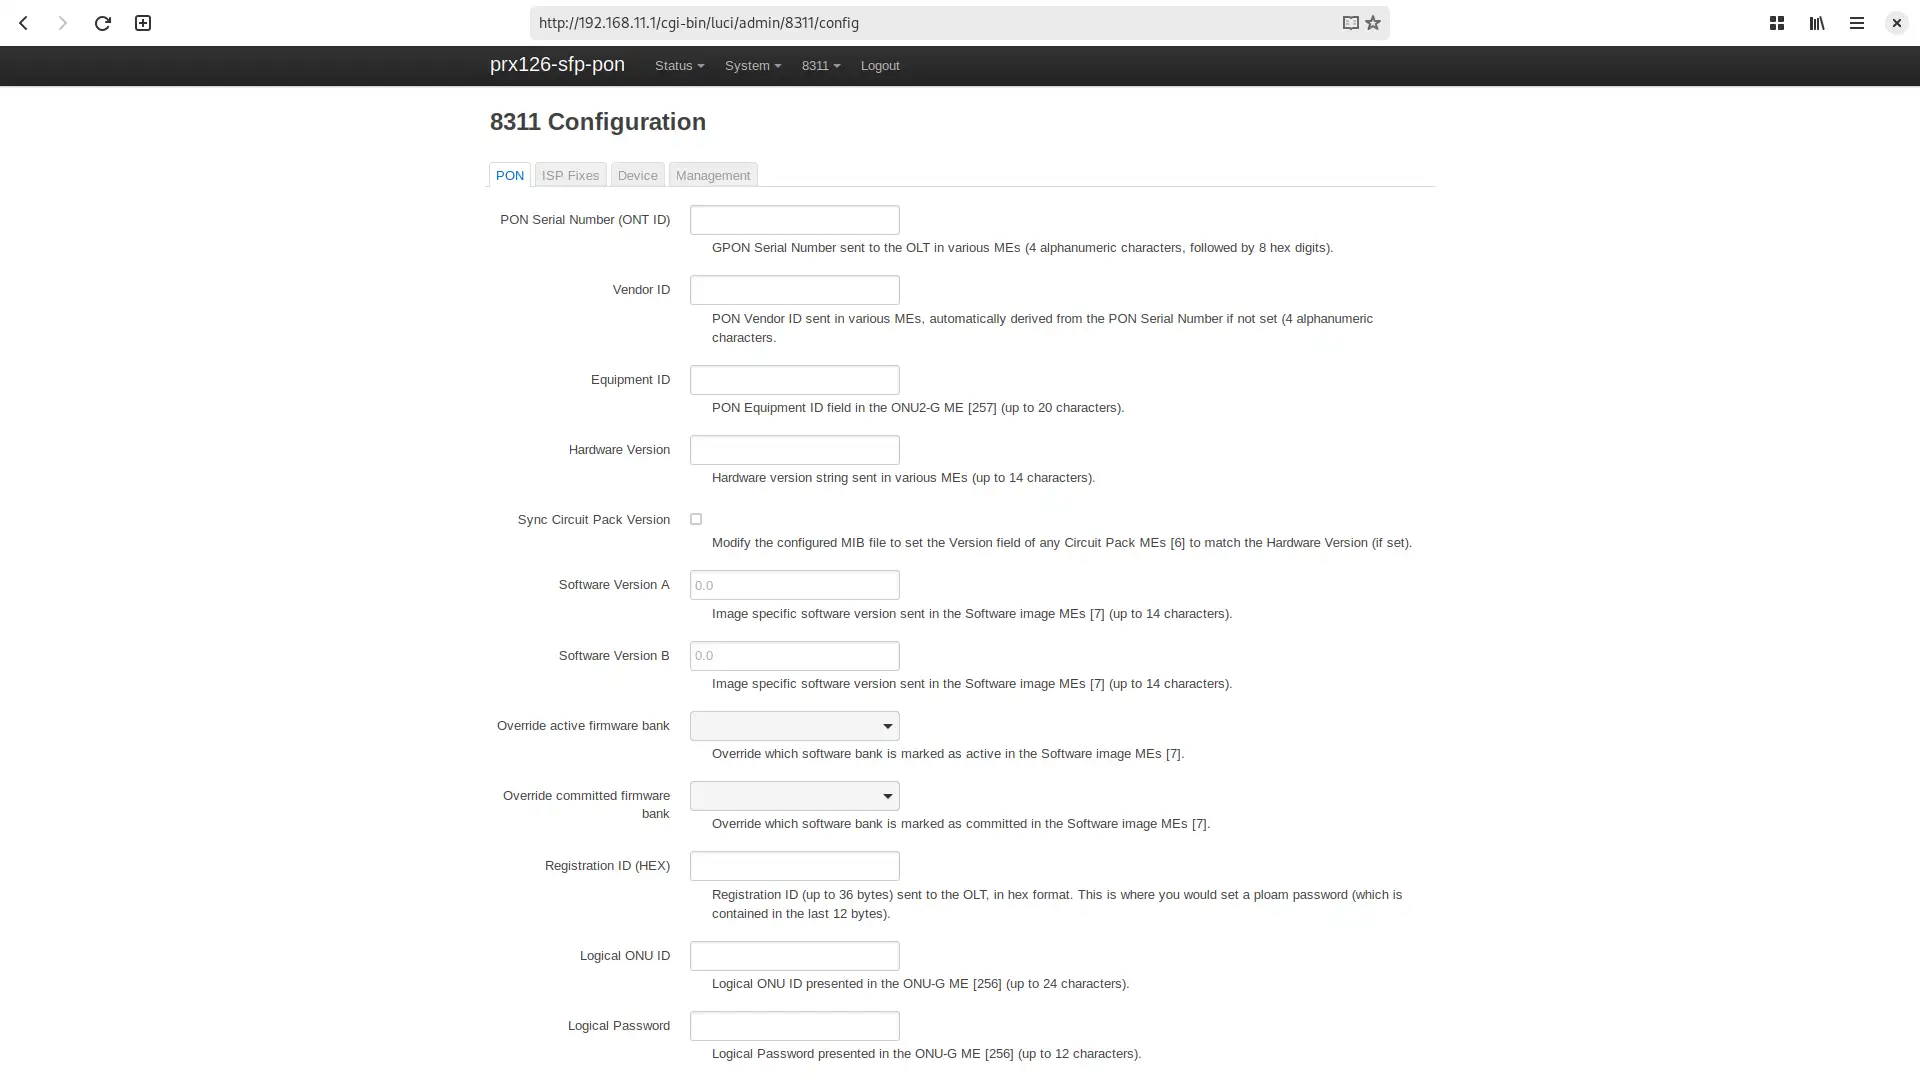 http://192.168.11.1/cgi-bin/luci/admin/8311/config
prx126-sfp-pon Status System 8311 Logout
8311 Configuration
PON ISP Fixes Device Management
PON Serial Number (ONT ID)
GPON Serial Number sent to the OLT in various MEs (4 alphanumeric characters, followed by 8 hex digits).
Vendor ID
PON Vendor ID sent in various MEs, automatically derived from the PON Serial Number if not set (4 alphanumeric
characters.
Equipment ID
PON Equipment ID field in the ONU2-G ME [257] (up to 20 characters).
Hardware Version
Hardware version string sent in various MEs (up to 14 characters).
Sync Circuit Pack Version
Modify the configured MIB file to set the Version field of any Circuit Pack MEs [6] to match the Hardware Version (if set).
Software Version A 0.0
Image specific software version sent in the Software image MEs [7] (up to 14 characters).
Software Version B 0.0
Image specific software version sent in the Software image MEs [7] (up to 14 characters).
Override active firmware bank
Override which software bank is marked as active in the Software image MEs [7].
Override committed firmware
bank
Override which software bank is marked as committed in the Software image MEs [7].
Registration ID (HEX)
Registration ID (up to 36 bytes) sent to the OLT, in hex format. This is where you would set a ploam password (which is
contained in the last 12 bytes).
Logical ONU ID
Logical ONU ID presented in the ONU-G ME [256] (up to 24 characters).
Logical Password
Logical Password presented in the ONU-G ME [256] (up to 12 characters).